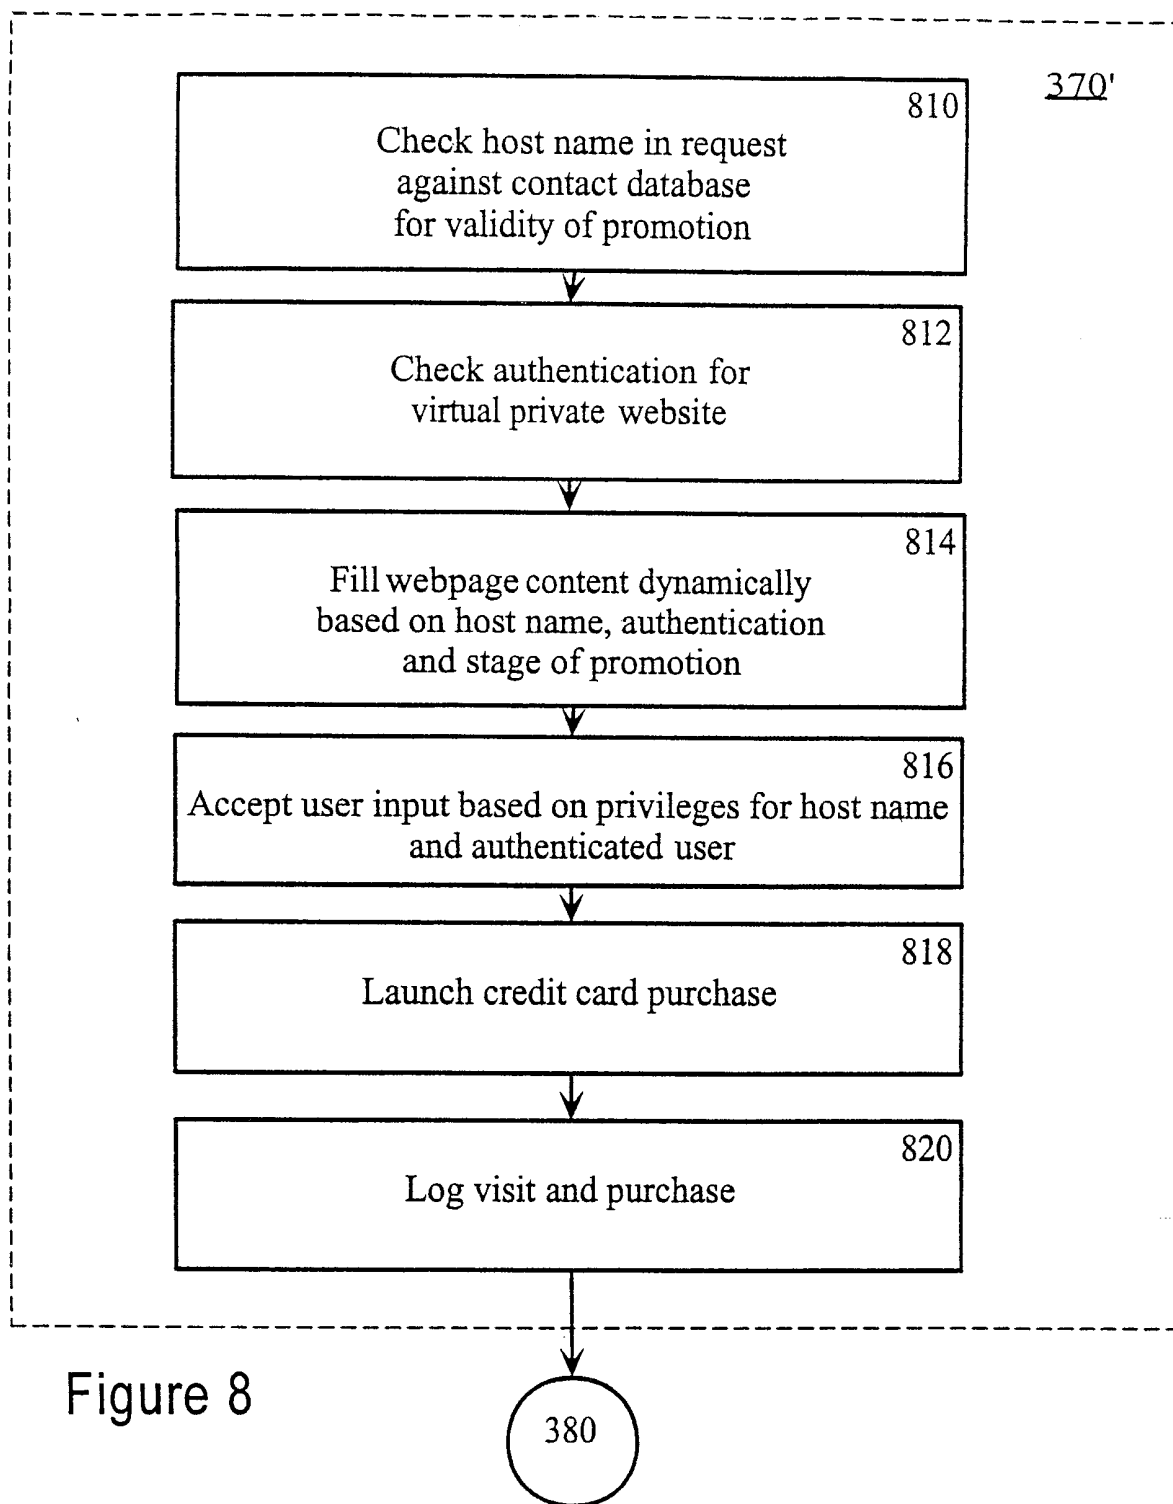 370'
810
Check host name in request
against contact database
for validity of promotion
812
Check authentication for
virtual private website
814
Fill webpage content dynamically
based on host name, authentication
and stage of promotion
816
Accept user input based on privileges for host name
and authenticated user
818
Launch credit card purchase
820
Log visit and purchase
Figure 8
380